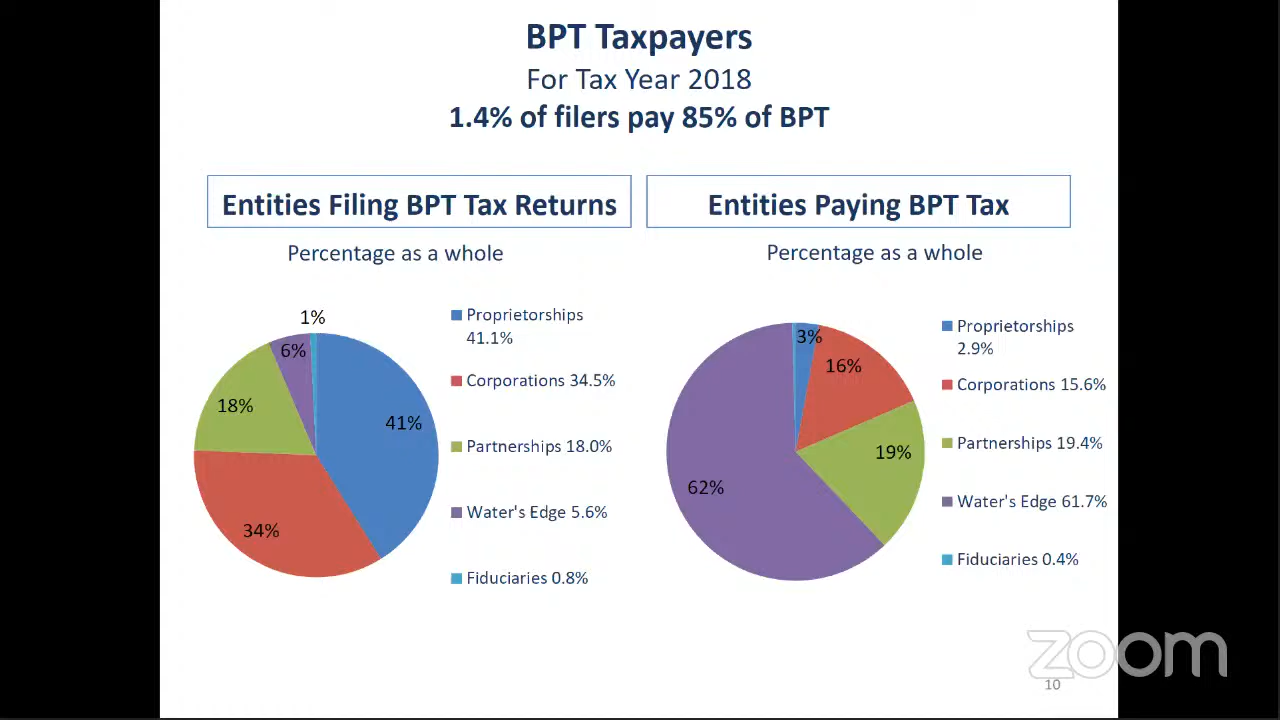 BPT Taxpayers
For Tax Year 2018
1.4% of filers pay 85% of BPT
Entities Filing BPT Tax Returns
Percentage as a whole
1%
6%
18%
41%
34%
Proprietorships
41.1%
Corporations 34.5%
Partnerships 18.0%
Water's Edge 5.6%
Fiduciaries 0.8%
Entities Paying BPT Tax
Percentage as a whole
3%
16%
19%
62%
Proprietorships
2.9%
Corporations 15.6%
Partnerships 19.4%
Water's Edge 61.7%
Fiduciaries 0.4%
zoom
10